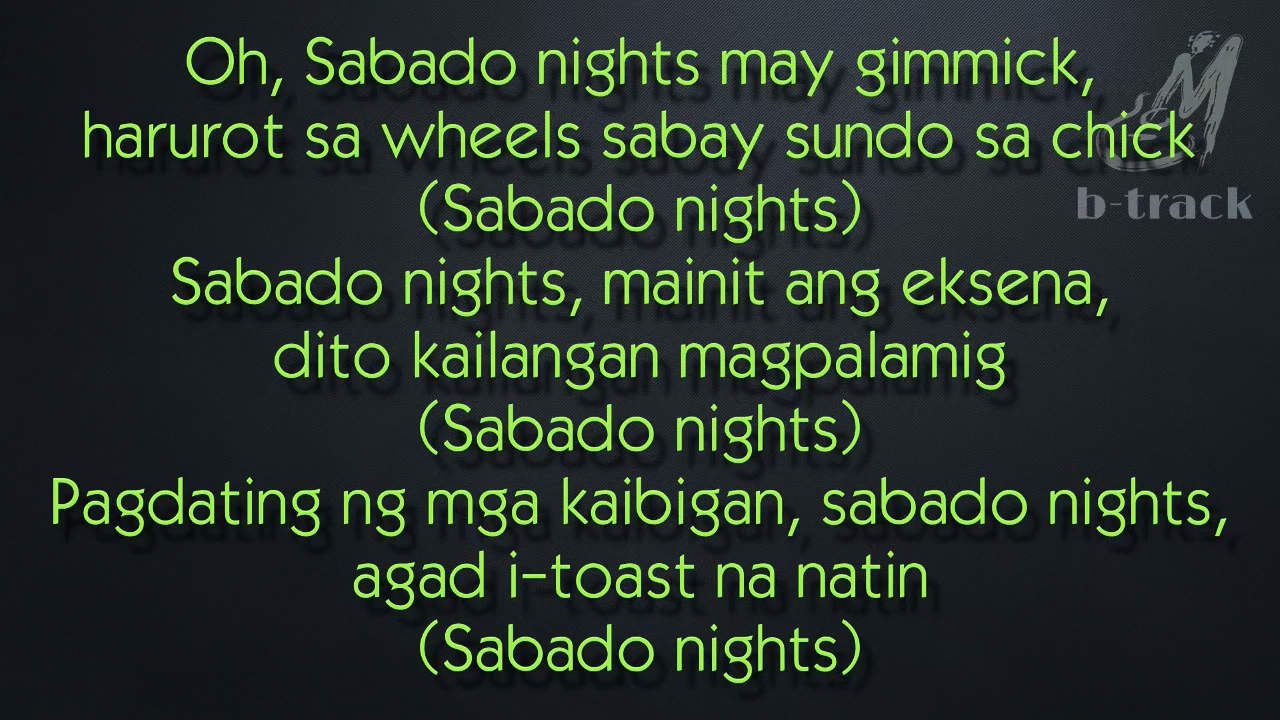 Oh, Sabado nights may gimmick,
harurot sa wheels sabay sundo sa chick
(Sabado nights)
Sabado nights, mainit ang eksena,
dito kailangan magpalamig
(Sabado nights)
Pagdating ng mga kaibigan, sabado nights,
agad i-toast na natin
(Sabado nights)
M
b-track